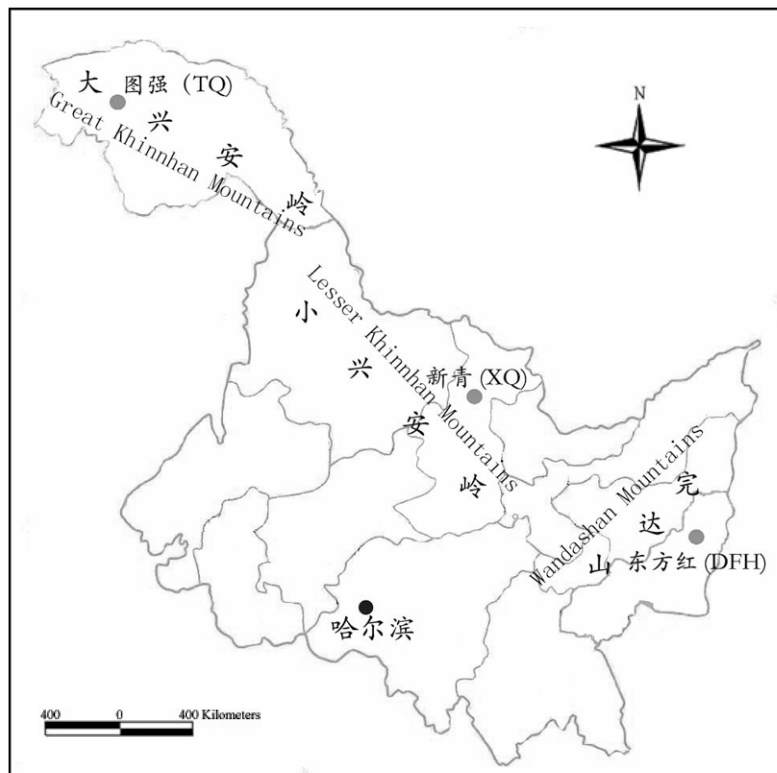 大兴安岭
图强（TQ)
Great Khinnhan Mountains
N
小兴安岭
Lesser Khinnhan Mountains
新青 (XQ)
Wandashan Mountains
完达山
东方红 (DFH)
哈尔滨
400 0 400 Kilometers